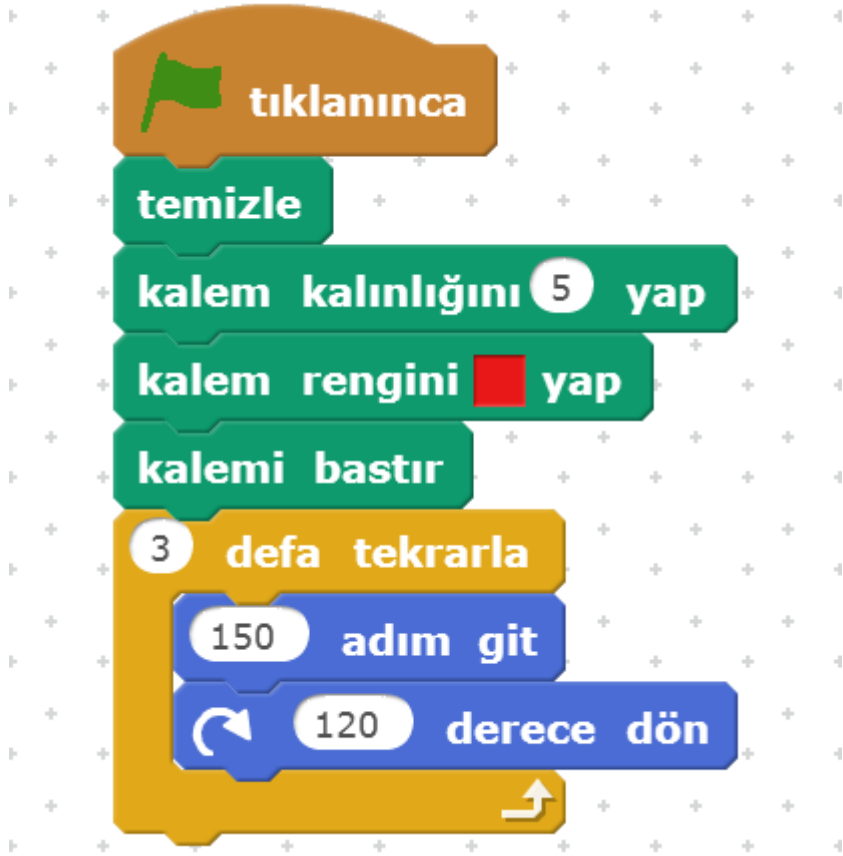 tıklanınca
temizle
kalem kalınlığını 5 yap
kalem rengini yap
kalemi bastır
3 defa tekrarla
150 adım git
120 derece dön